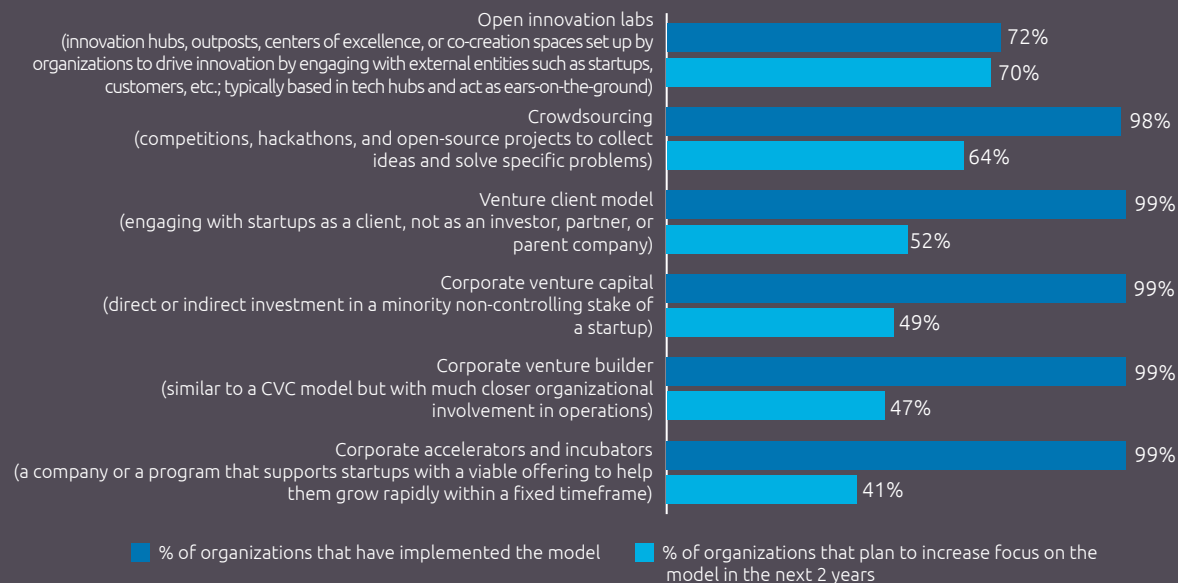 Open innovation labs
(innovation hubs, outposts, centers of excellence, or co-creation spaces set up by
organizations to drive innovation by engaging with external entities such as startups,
customers, etc.; typically based in tech hubs and act as ears-on-the-ground)
72%
70%
Crowdsourcing
(competitions, hackathons, and open-source projects to collect
ideas and solve specific problems)
98%
64%
Venture client model
(engaging with startups as a client, not as an investor, partner, or
parent company)
99%
52%
Corporate venture capital
(direct or indirect investment in a minority non-controlling stake of
a startup)
99%
49%
Corporate venture builder
(similar to a CVC model but with much closer organizational
involvement in operations)
99%
47%
Corporate accelerators and incubators
(a company or a program that supports startups with a viable offering to help
them grow rapidly within a fixed timeframe)
99%
41%
% of organizations that have implemented the model
% of organizations that plan to increase focus on the
model in the next 2 years